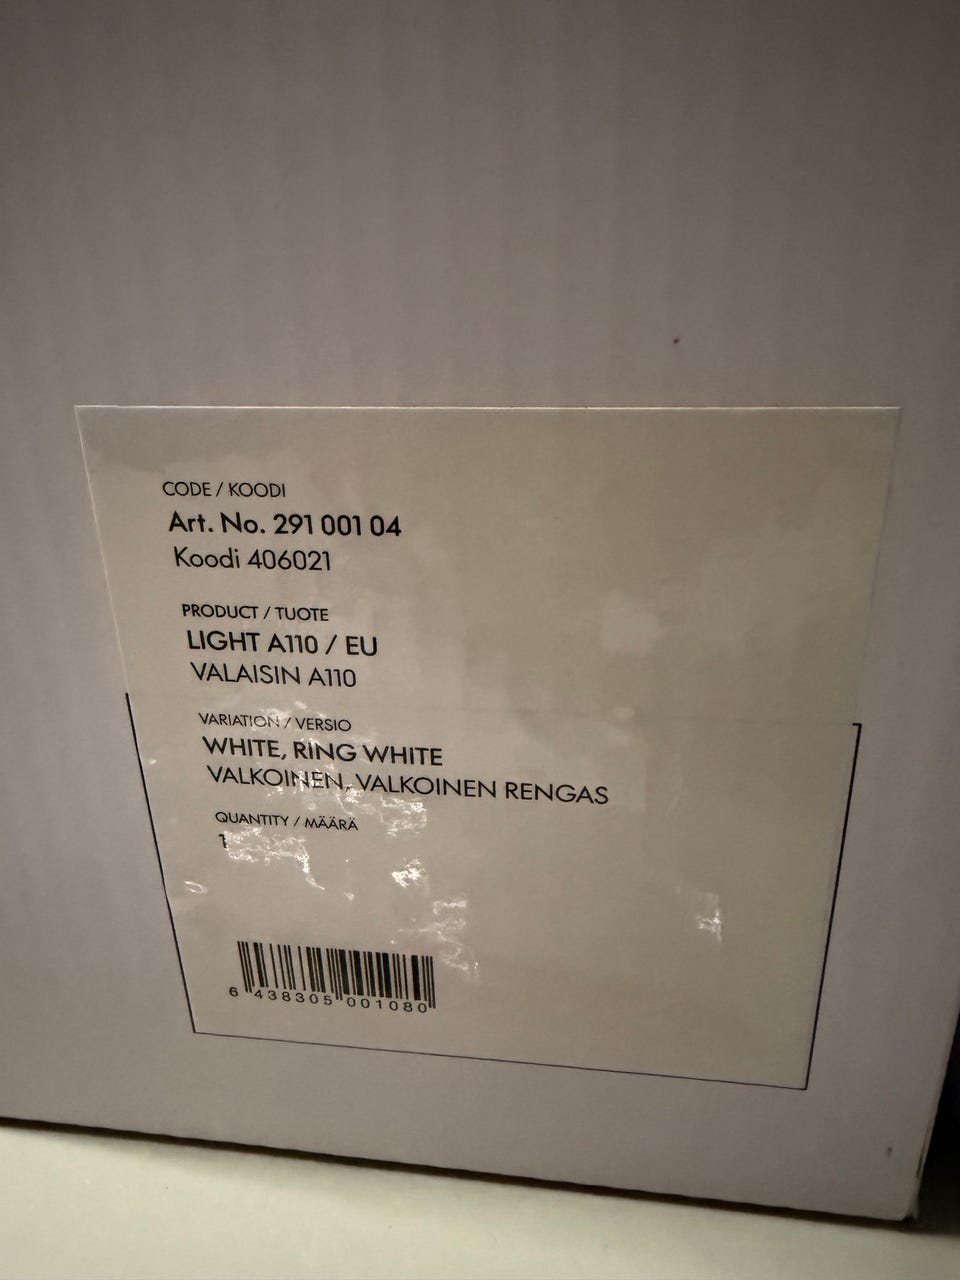 CODE / KOODI
Art. No. 291 001 04
Koodi 406021
PRODUCT / TUOTE
LIGHT A110 / EU
VALAISIN A110
VARIATION / VERSIO
WHITE, RING WHITE
VALKOINEN, VALKOINEN RENGAS
QUANTITY / MÄÄRÄ
1
6 438305 001080